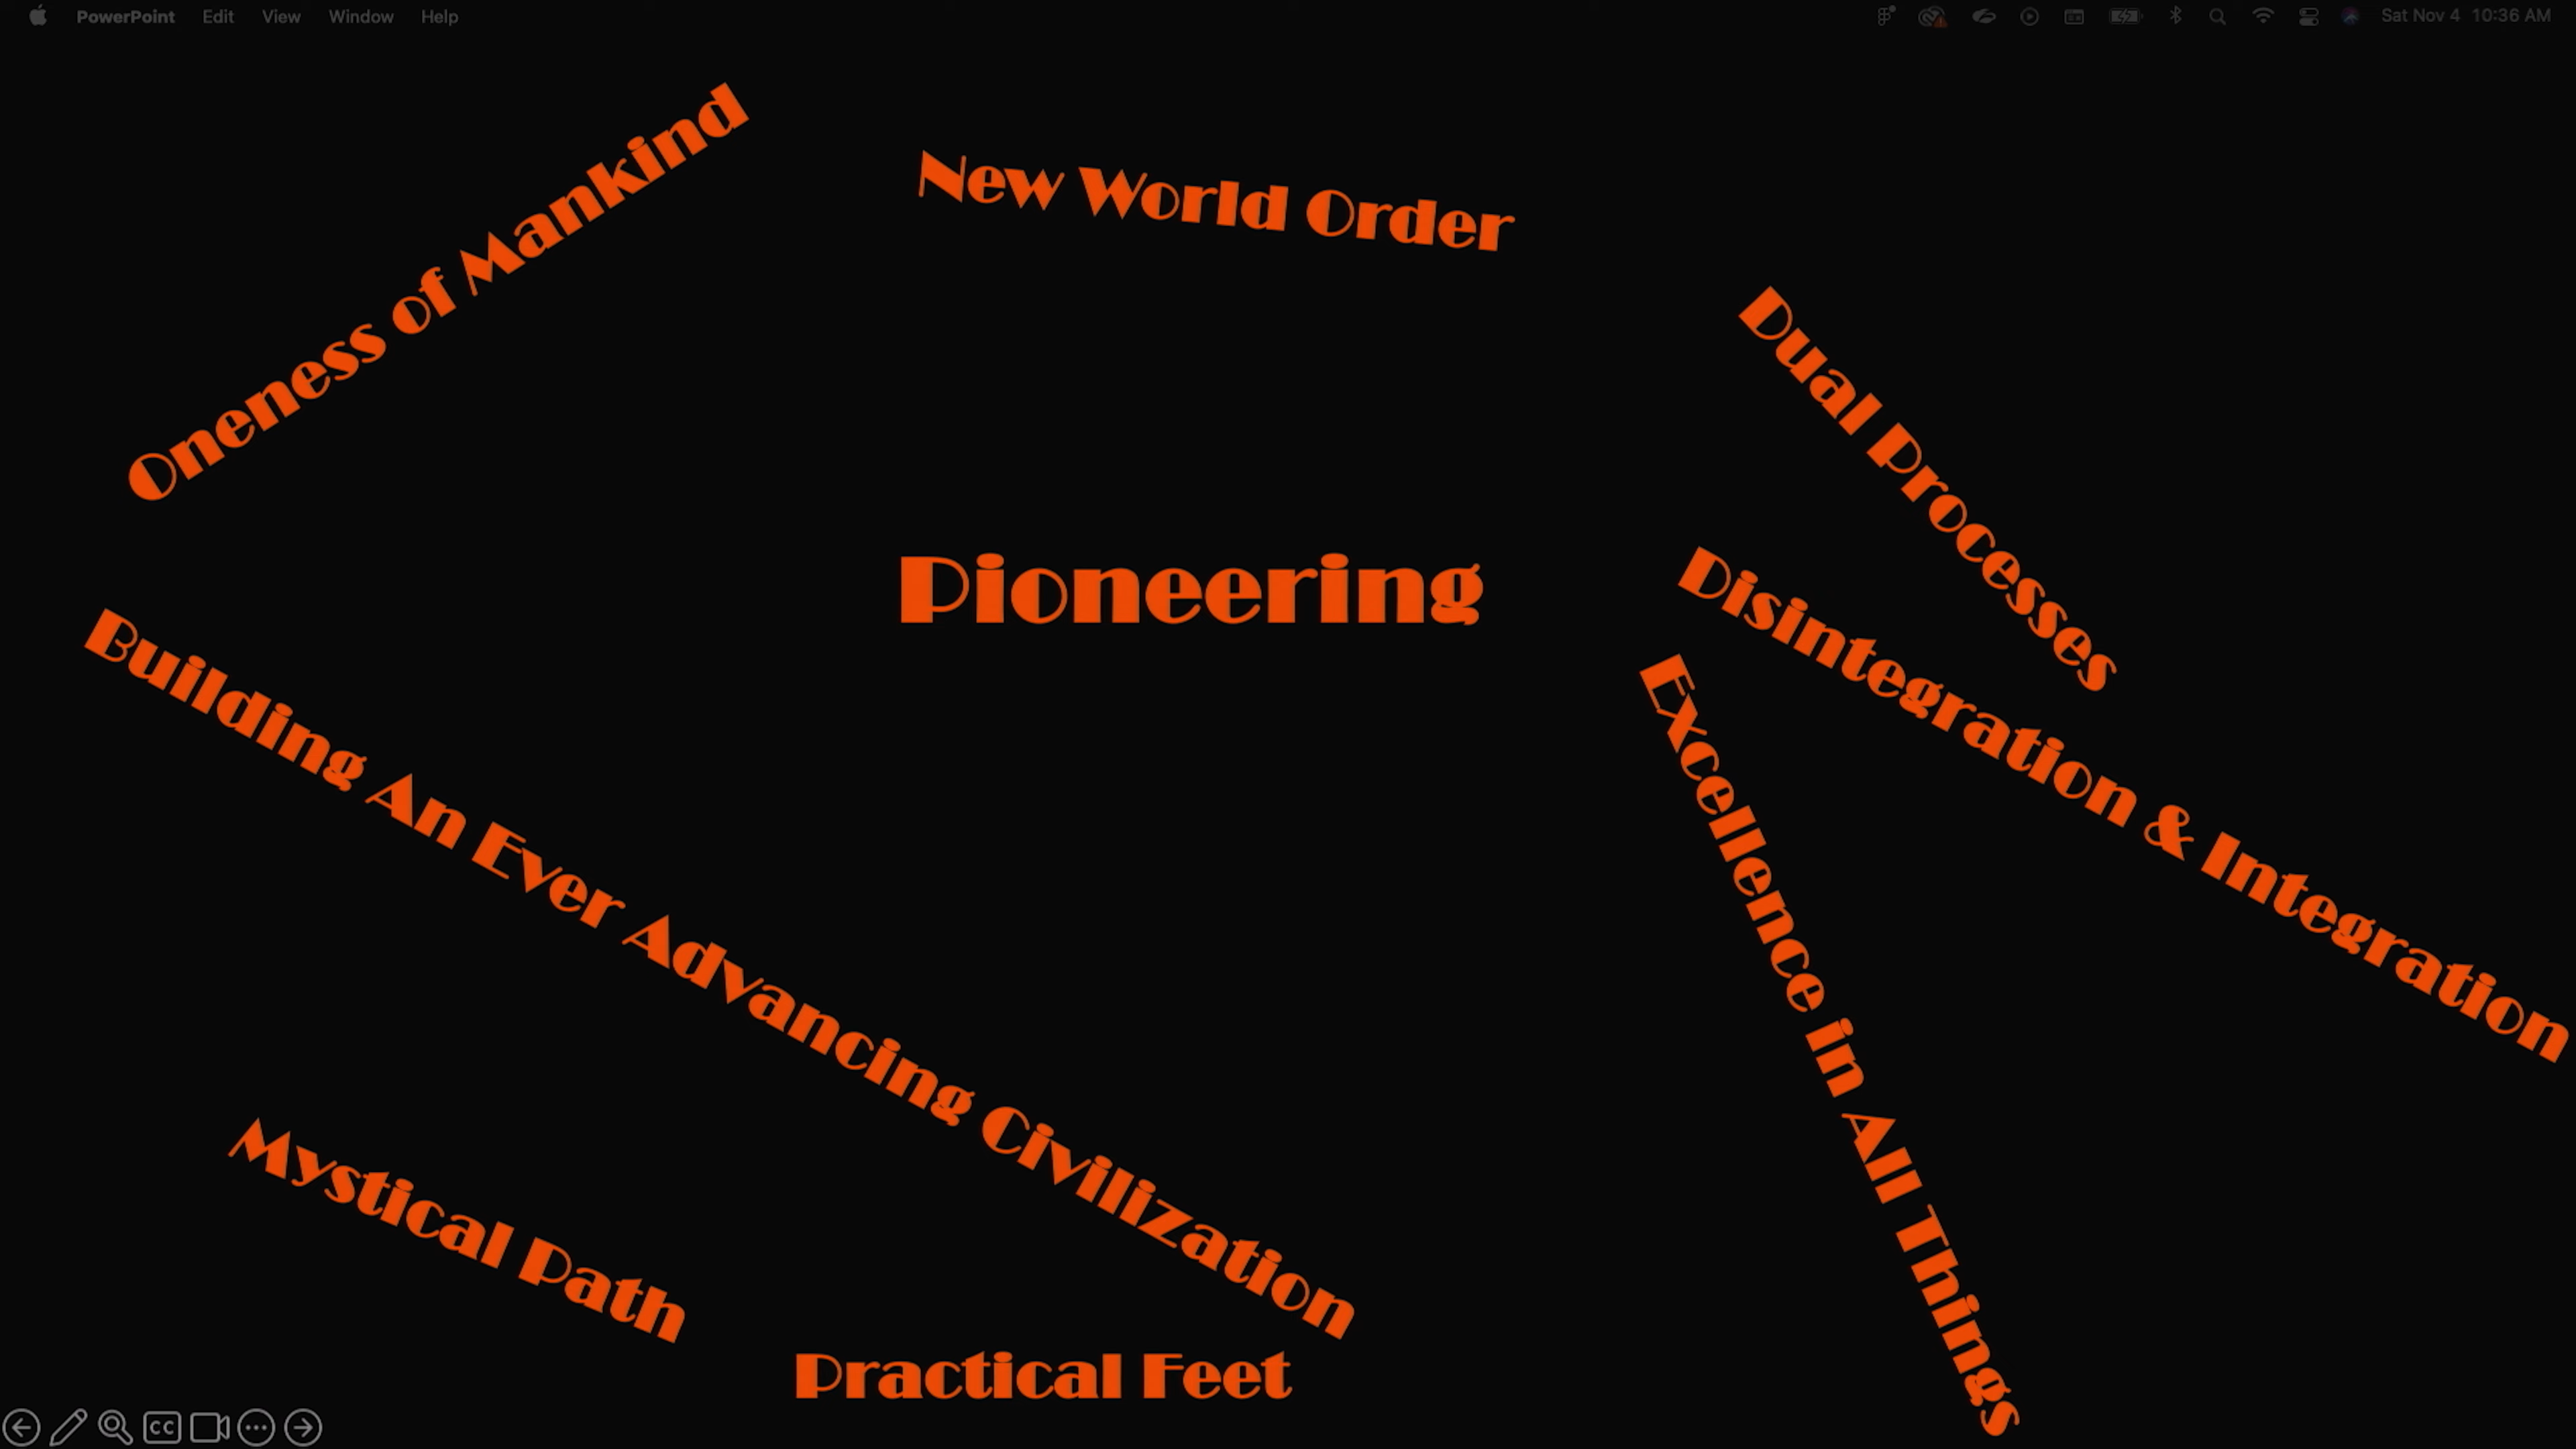 PowerPoint Edit View Window Help
Sat Nov 4 10:36 AM
Oneness of Mankind
New World Order
Dual Processes
Pioneering
Disintegration & Integration
Building An Ever Advancing Civilization
Excellence in All Things
Mystical Path
Practical Feet
CC